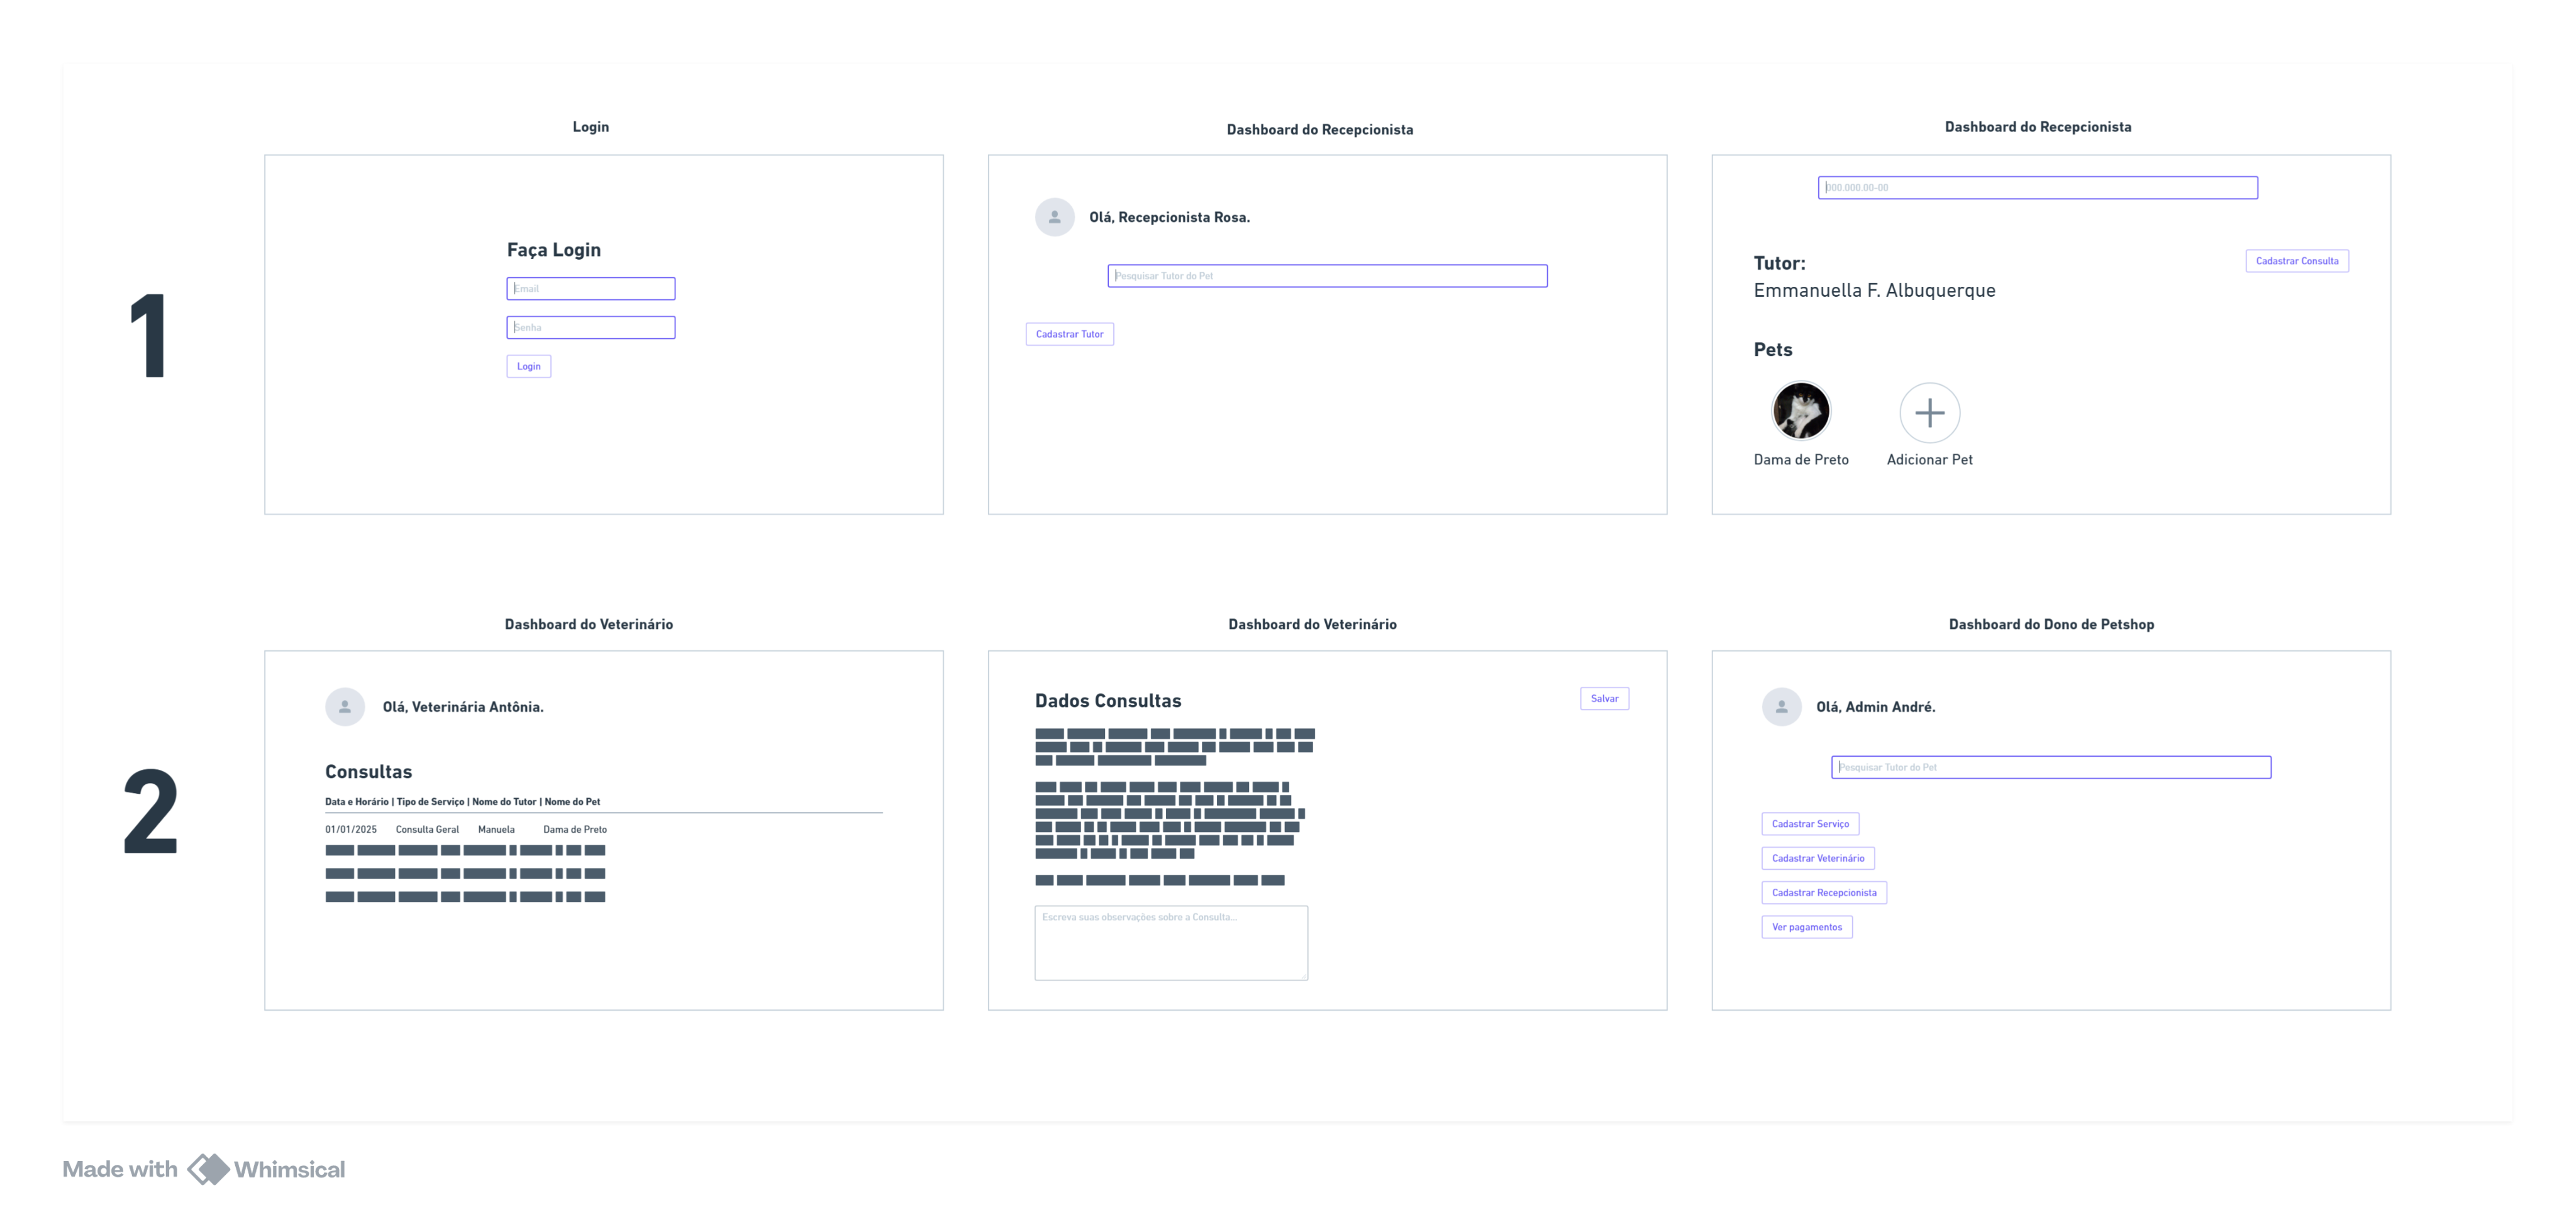 Login
Dashboard do Recepcionista
Dashboard do Recepcionista
1
Faça Login
Email
Senha
Login
Olá, Recepcionista Rosa.
Pesquisar Tutor do Pet
Cadastrar Tutor
000.000.00-00
Tutor:
Cadastrar Consulta
Emmanuella F. Albuquerque
Pets
Dama de Preto
Adicionar Pet
Dashboard do Veterinário
Dashboard do Veterinário
Dashboard do Dono de Petshop
2
Olá, Veterinária Antônia.
Consultas
Data e Horário | Tipo de Serviço | Nome do Tutor | Nome do Pet
01/01/2025 Consulta Geral Manuela Dama de Preto
Dados Consultas
Salvar
Escreva suas observações sobre a Consulta...
Olá, Admin André.
Pesquisar Tutor do Pet
Cadastrar Serviço
Cadastrar Veterinário
Cadastrar Recepcionista
Ver pagamentos
Made with Whimsical